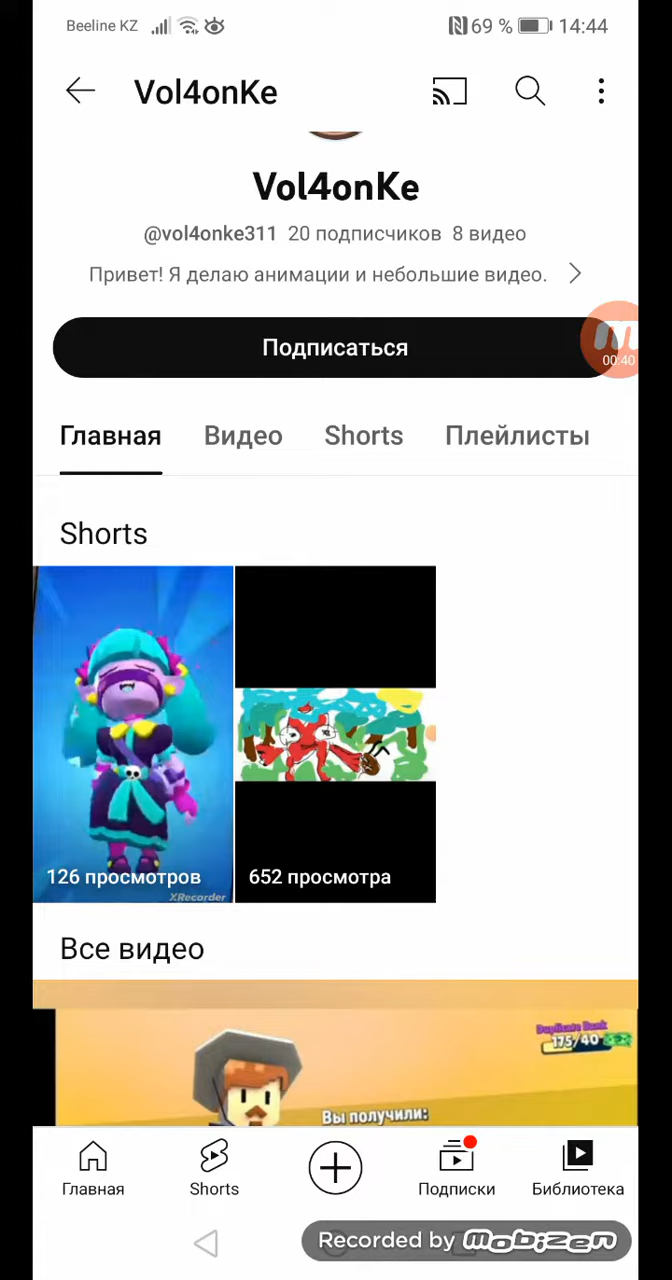 Beeline KZ 69 % 14:44
Vol4onKe
Vol4onKe
@vol4onke311 20 подписчиков 8 видео
Привет! Я делаю анимации и небольшие видео.
Подписаться
00:40
Главная Видео Shorts Плейлисты
Shorts
126 просмотров
652 просмотра
XRecorder
Все видео
Duplicate Bank
175/40
Вы получили:
Главная Shorts Подписки Библиотека
Recorded by mobizen